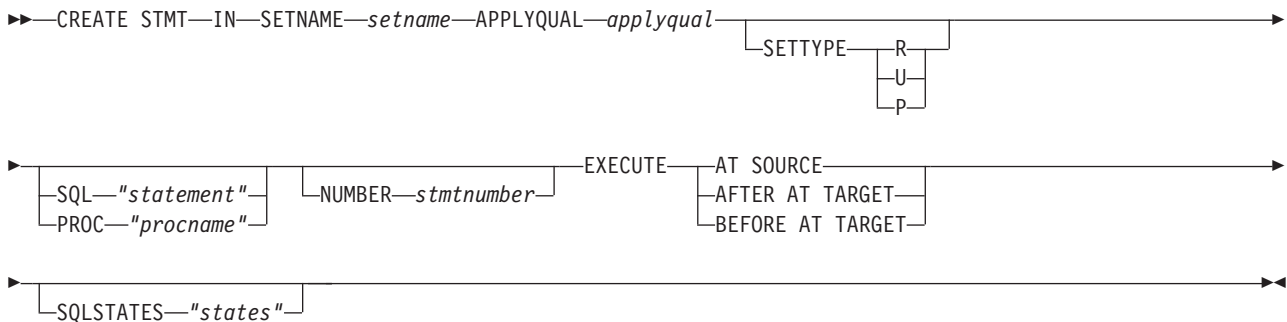 CREATE STMT IN SETNAME setname APPLYQUAL applyqual
SETTYPE R
U
P
EXECUTE AT SOURCE
SQL "statement" NUMBER stmtnumber AFTER AT TARGET
PROC "procname" BEFORE AT TARGET
SQLSTATES "states"